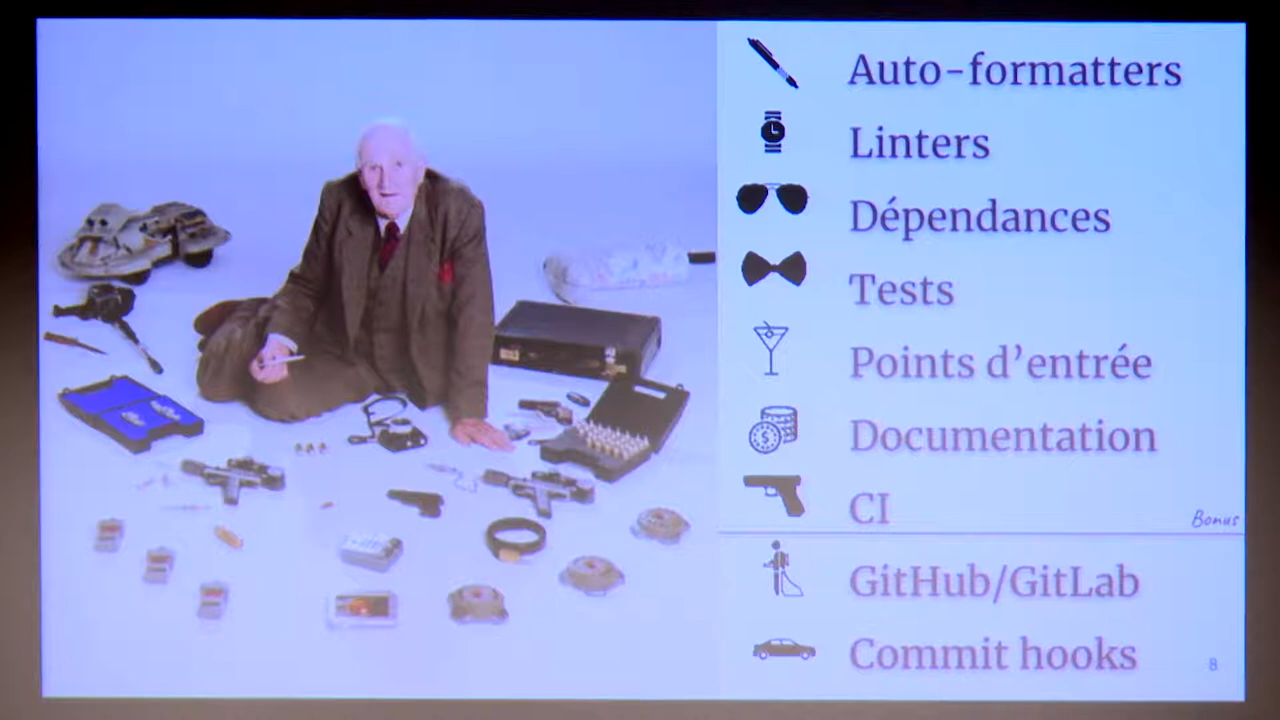 Auto-formatters
Linters
Dépendances
Tests
Points d'entrée
Documentation
CI
Bonus
GitHub/GitLab
Commit hooks
8